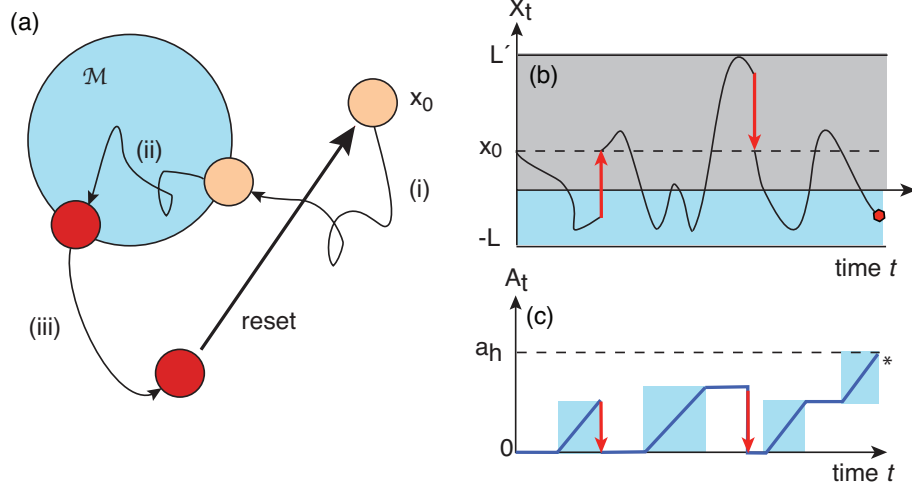 (a)
ℳ
x₀
(ii)
(i)
(iii)
reset
Xₜ
L´
(b)
x₀
-L
time t
Aₜ
(c)
aₕ
*
0
time t